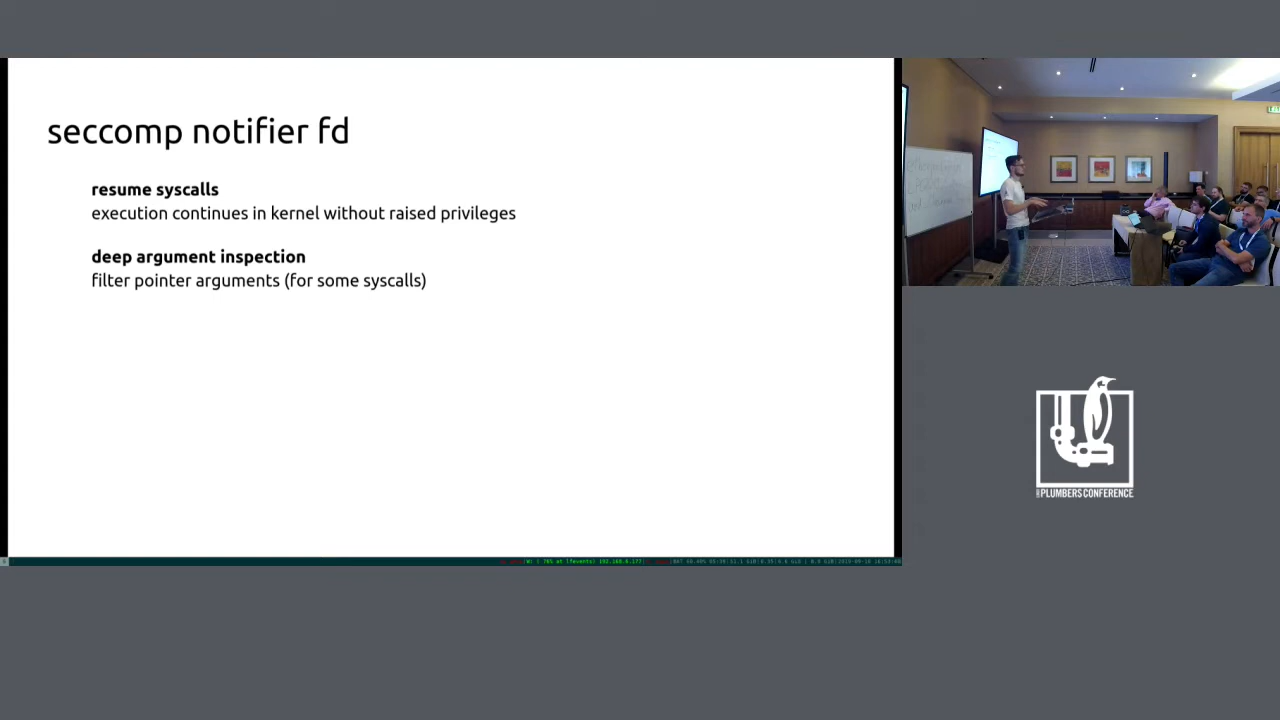 seccomp notifier fd
resume syscalls
execution continues in kernel without raised privileges
deep argument inspection
filter pointer arguments (for some syscalls)
PLUMBERS CONFERENCE